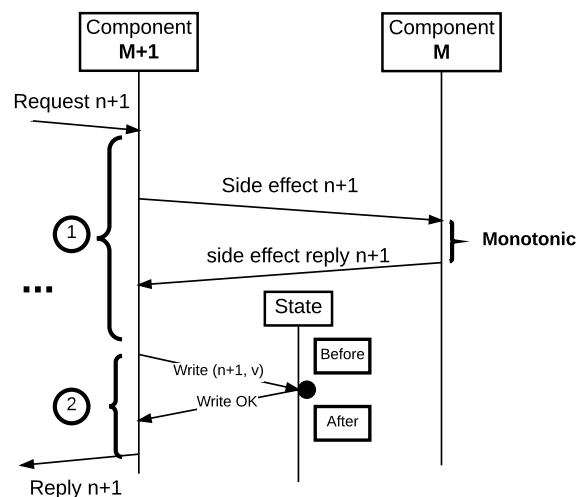 Component
M+1
Component
M
Request n+1
Side effect n+1
1
Monotonic
side effect reply n+1
...
State
Before
Write (n+1, v)
2
Write OK
After
Reply n+1